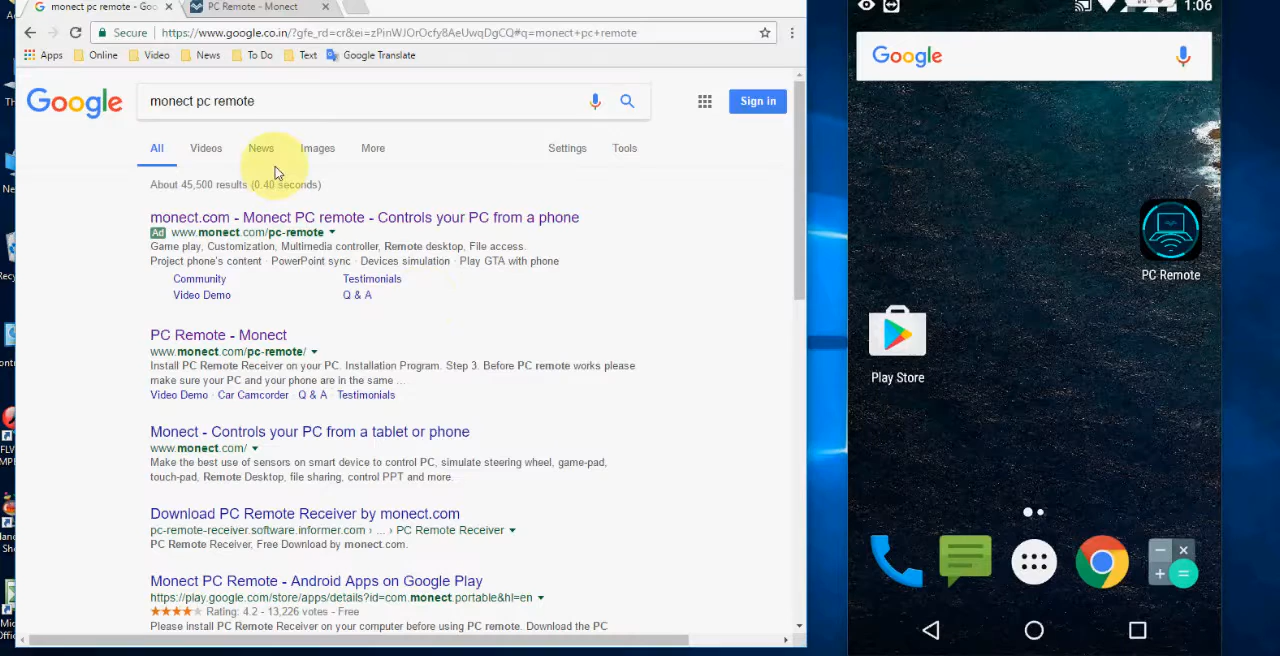 monect pc remote - Goo
PC Remote - Monect
Secure
https://www.google.co.in/?gfe_rd=cr&ei=zPinWJOrOcfy8AeUwqDgCQ#q=monect+pc+remote
Apps
Online
Video
News
To Do
Text
Google Translate
Google
monect pc remote
Sign in
All
Videos
News
Images
More
Settings
Tools
About 45,500 results (0.40 seconds)
monect.com - Monect PC remote - Controls your PC from a phone
Ad www.monect.com/pc-remote
Game play, Customization, Multimedia controller, Remote desktop, File access.
Project phone's content · PowerPoint sync · Devices simulation · Play GTA with phone
Community
Testimonials
Video Demo
Q & A
PC Remote - Monect
www.monect.com/pc-remote/
Install PC Remote Receiver on your PC. Installation Program. Step 3. Before PC remote works please
make sure your PC and your phone are in the same ...
Video Demo · Car Camcorder · Q & A · Testimonials
Monect - Controls your PC from a tablet or phone
www.monect.com/
Make the best use of sensors on smart device to control PC, simulate steering wheel, game-pad,
touch-pad, Remote Desktop, file sharing, control PPT and more.
Download PC Remote Receiver by monect.com
pc-remote-receiver.software.informer.com › ... › PC Remote Receiver
PC Remote Receiver, Free Download by monect.com.
Monect PC Remote - Android Apps on Google Play
https://play.google.com/store/apps/details?id=com.monect.portable&hl=en
Rating: 4.2 - 13,226 votes - Free
Please install PC Remote Receiver on your computer before using PC remote. Download the PC
1:06
Google
PC Remote
Play Store